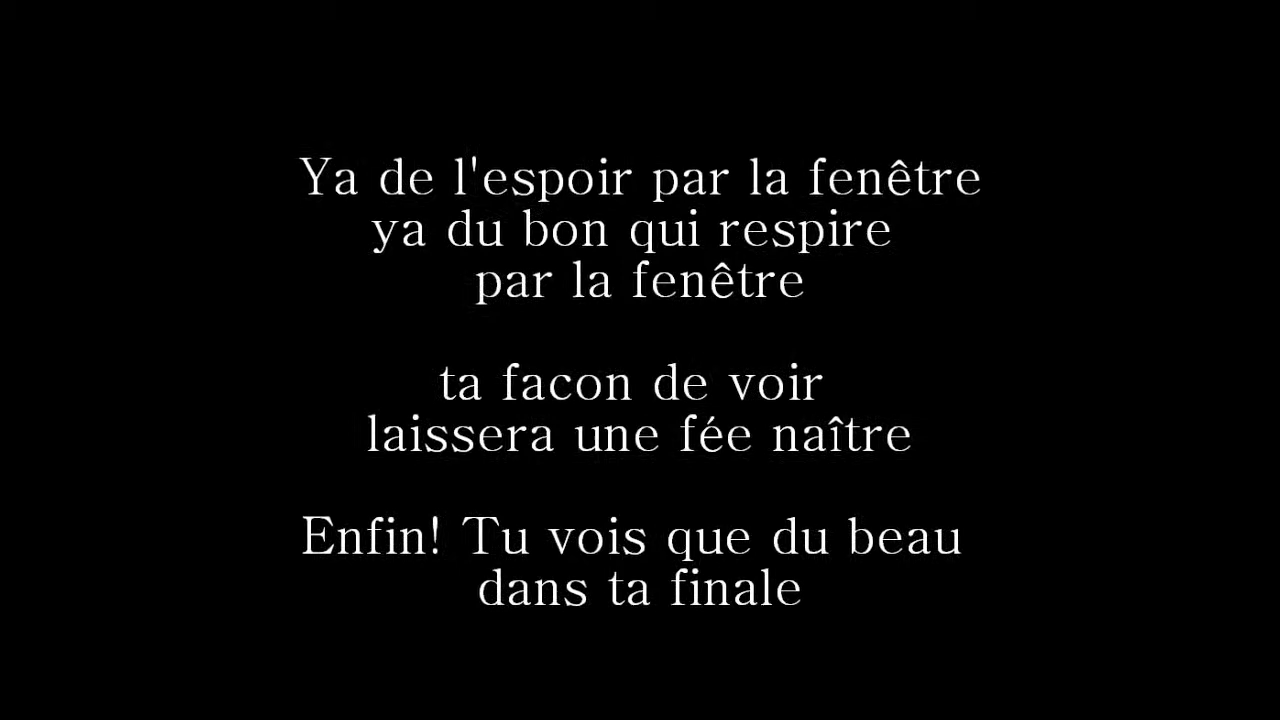 Ya de l'espoir par la fenêtre
ya du bon qui respire
par la fenêtre
ta facon de voir
laissera une fée naître
Enfin! Tu vois que du beau
dans ta finale